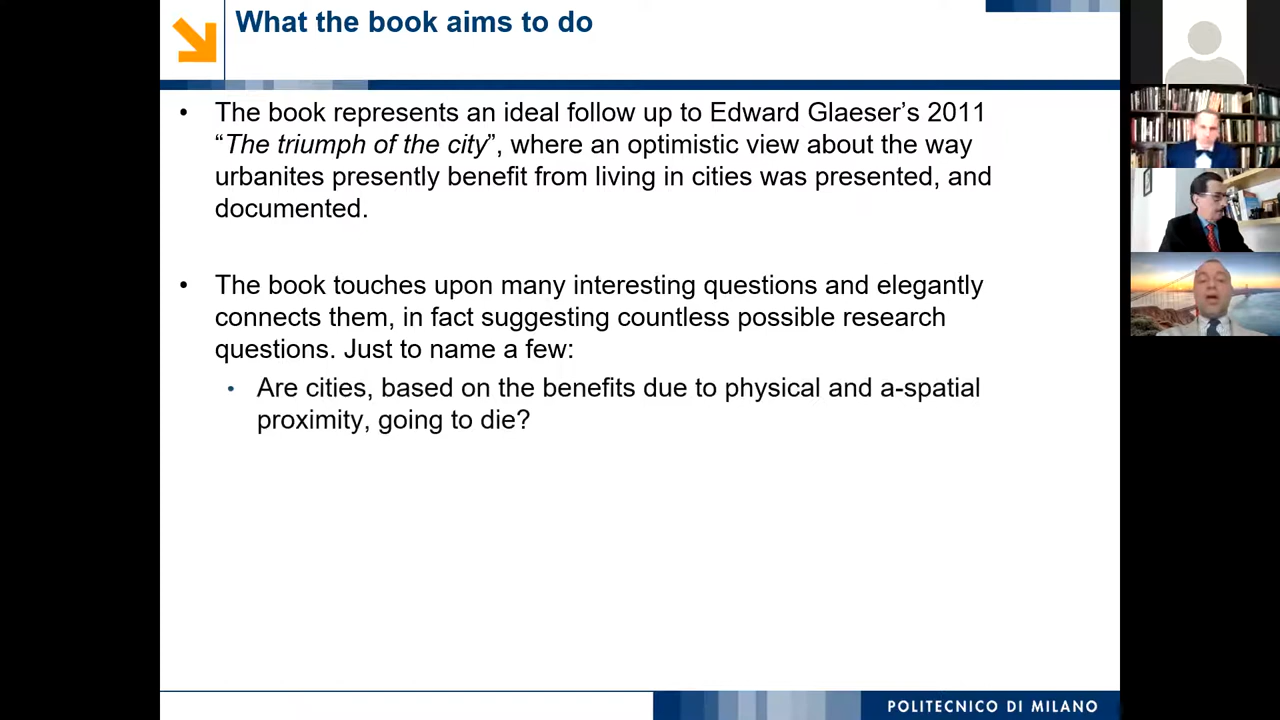 What the book aims to do
• The book represents an ideal follow up to Edward Glaeser’s 2011
“The triumph of the city”, where an optimistic view about the way
urbanites presently benefit from living in cities was presented, and
documented.
• The book touches upon many interesting questions and elegantly
connects them, in fact suggesting countless possible research
questions. Just to name a few:
• Are cities, based on the benefits due to physical and a-spatial
proximity, going to die?
POLITECNICO DI MILANO